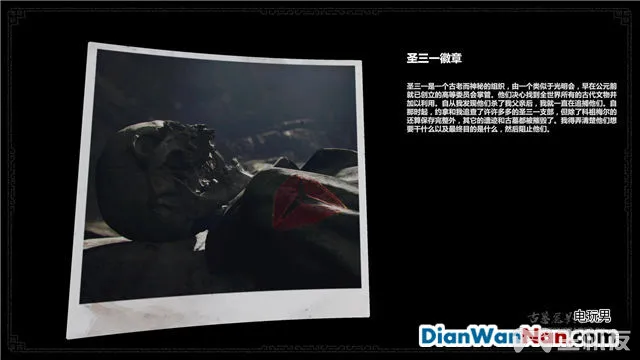 圣三一徽章
圣三一是一个古老而神秘的组织，由一个类似于光明会，早在公元前
就已创立的高等委员会掌管。他们决心找到全世界所有的古代文物并
加以利用。自从我发现他们杀了我父亲后，我就一直在追捕他们。自
那时起，约拿和我追查了许许多多的圣三一支部，但除了科祖梅尔的
还算保存完整外，其它的遗迹和古墓都被摧毁了。我得弄清楚他们想
要干什么以及最终目的是什么，然后阻止他们。
电玩男
DianWanNan.com